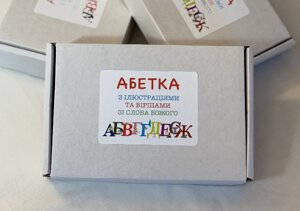 АБЕТКА
З ІЛЮСТРАЦІЯМИ
ТА ВІРШАМИ
ЗІ СЛОВА БОЖОГО
АБВГҐДЕЄЖ